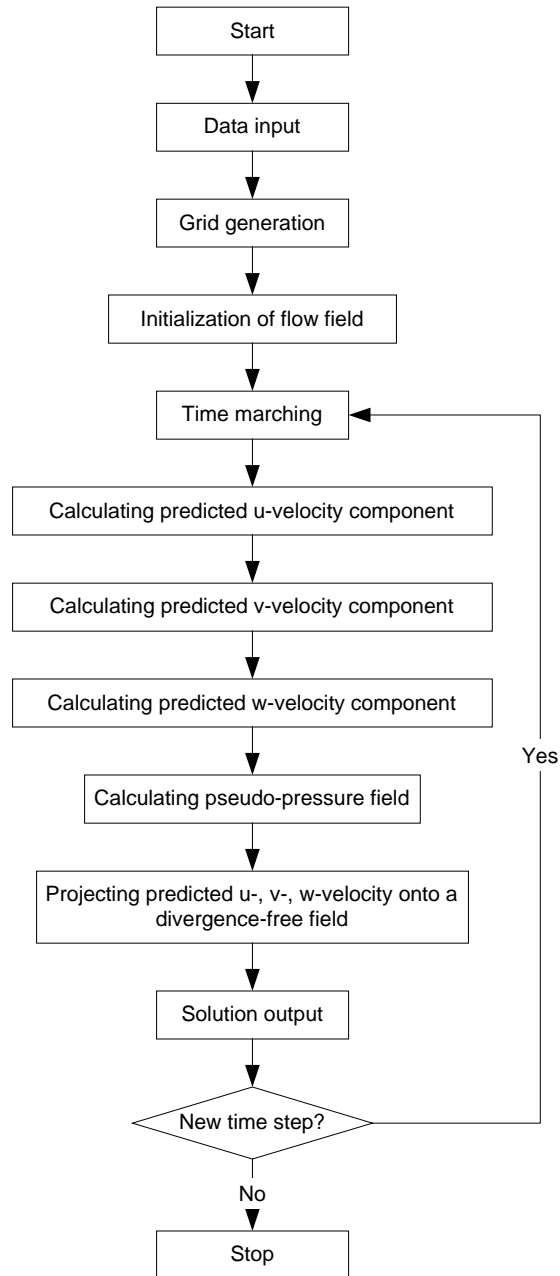 Start
Data input
Grid generation
Initialization of flow field
Time marching
Calculating predicted u-velocity component
Calculating predicted v-velocity component
Calculating predicted w-velocity component
Yes
Calculating pseudo-pressure field
Projecting predicted u-, v-, w-velocity onto a
divergence-free field
Solution output
New time step?
No
Stop